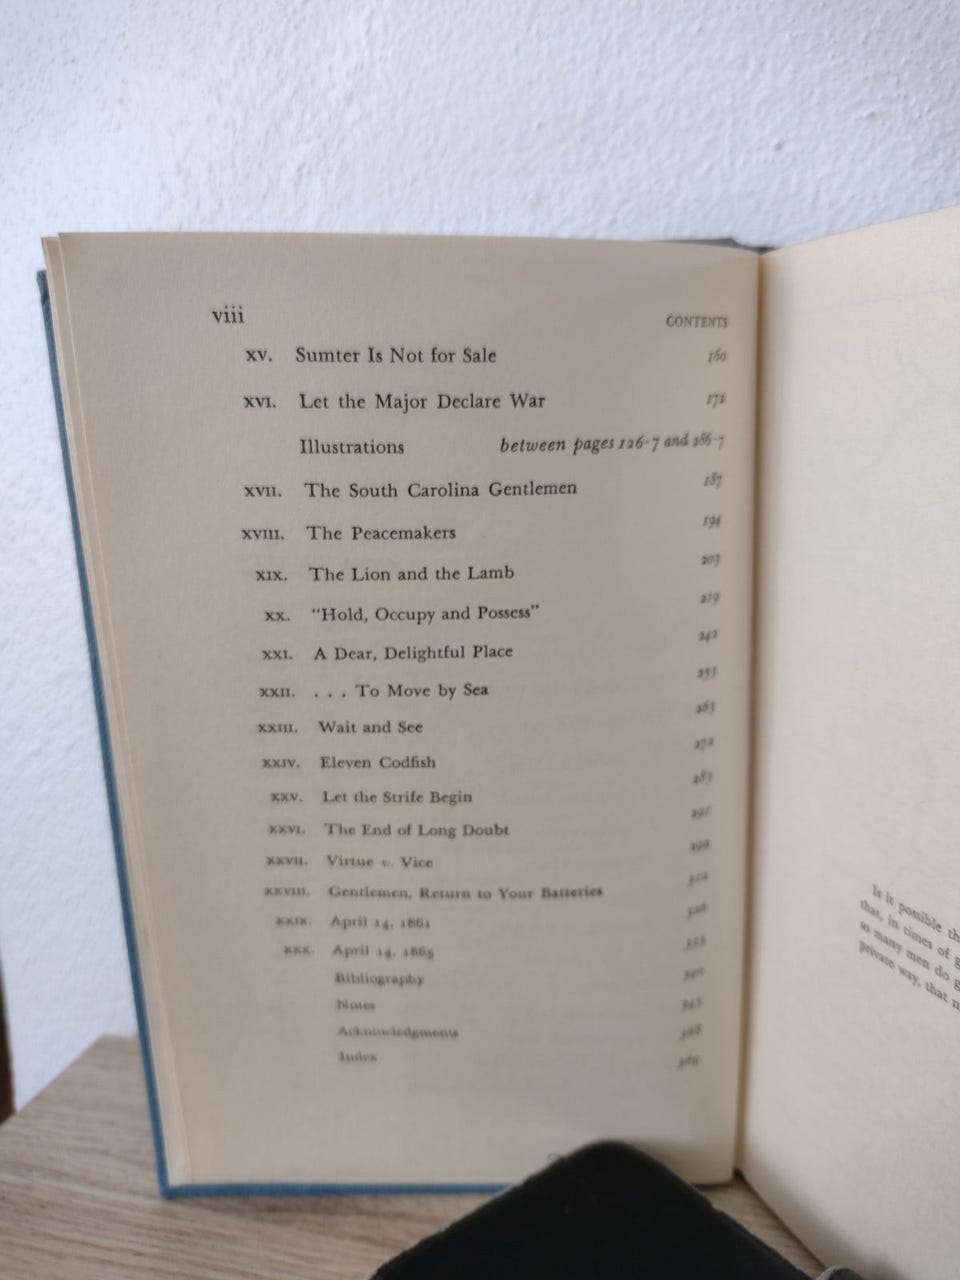 viii CONTENTS
XV. Sumter Is Not for Sale 160
XVI. Let the Major Declare War 172
Illustrations between pages 126-7 and 286-7
XVII. The South Carolina Gentlemen 187
XVIII. The Peacemakers 194
XIX. The Lion and the Lamb 203
XX. "Hold, Occupy and Possess" 219
XXI. A Dear, Delightful Place 242
XXII. . . . To Move by Sea 253
XXIII. Wait and See 263
XXIV. Eleven Codfish 272
XXV. Let the Strife Begin 283
XXVI. The End of Long Doubt
XXVII. Virtue vs. Vice 299
XXVIII. Gentlemen, Return to Your Batteries
XXIX. April 14, 1861
XXX. April 14, 1865
Bibliography
Notes
Acknowledgments
Index
Is it possible
that, in times of
so many men do
private way, that